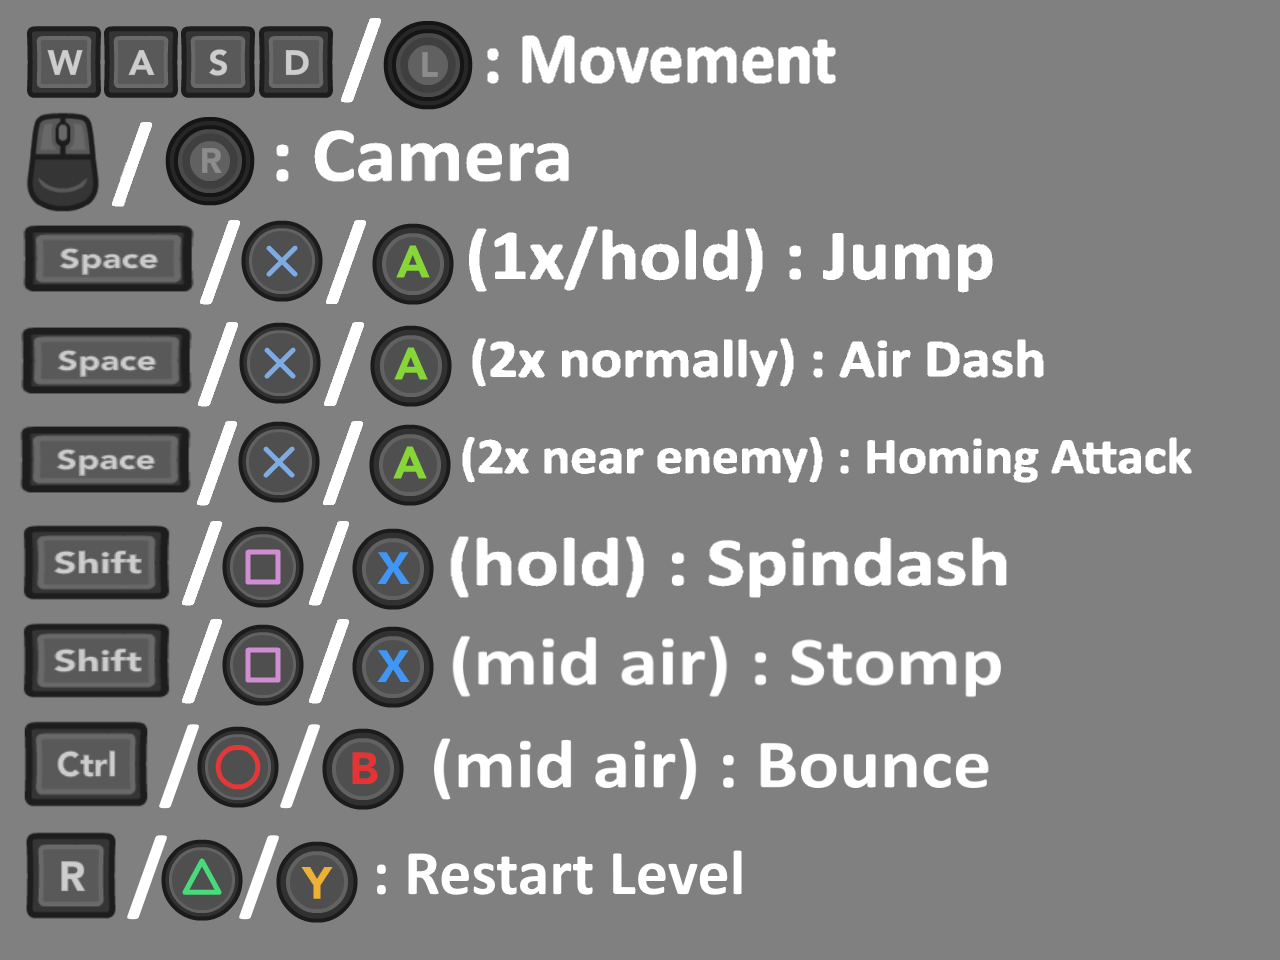 W A S D / L : Movement
/ R : Camera
Space / / A (1x/hold) : Jump
Space / / A (2x normally) : Air Dash
Space / / A (2x near enemy) : Homing Attack
Shift / / X (hold) : Spindash
Shift / / X (mid air) : Stomp
Ctrl / / B (mid air) : Bounce
R / / Y : Restart Level